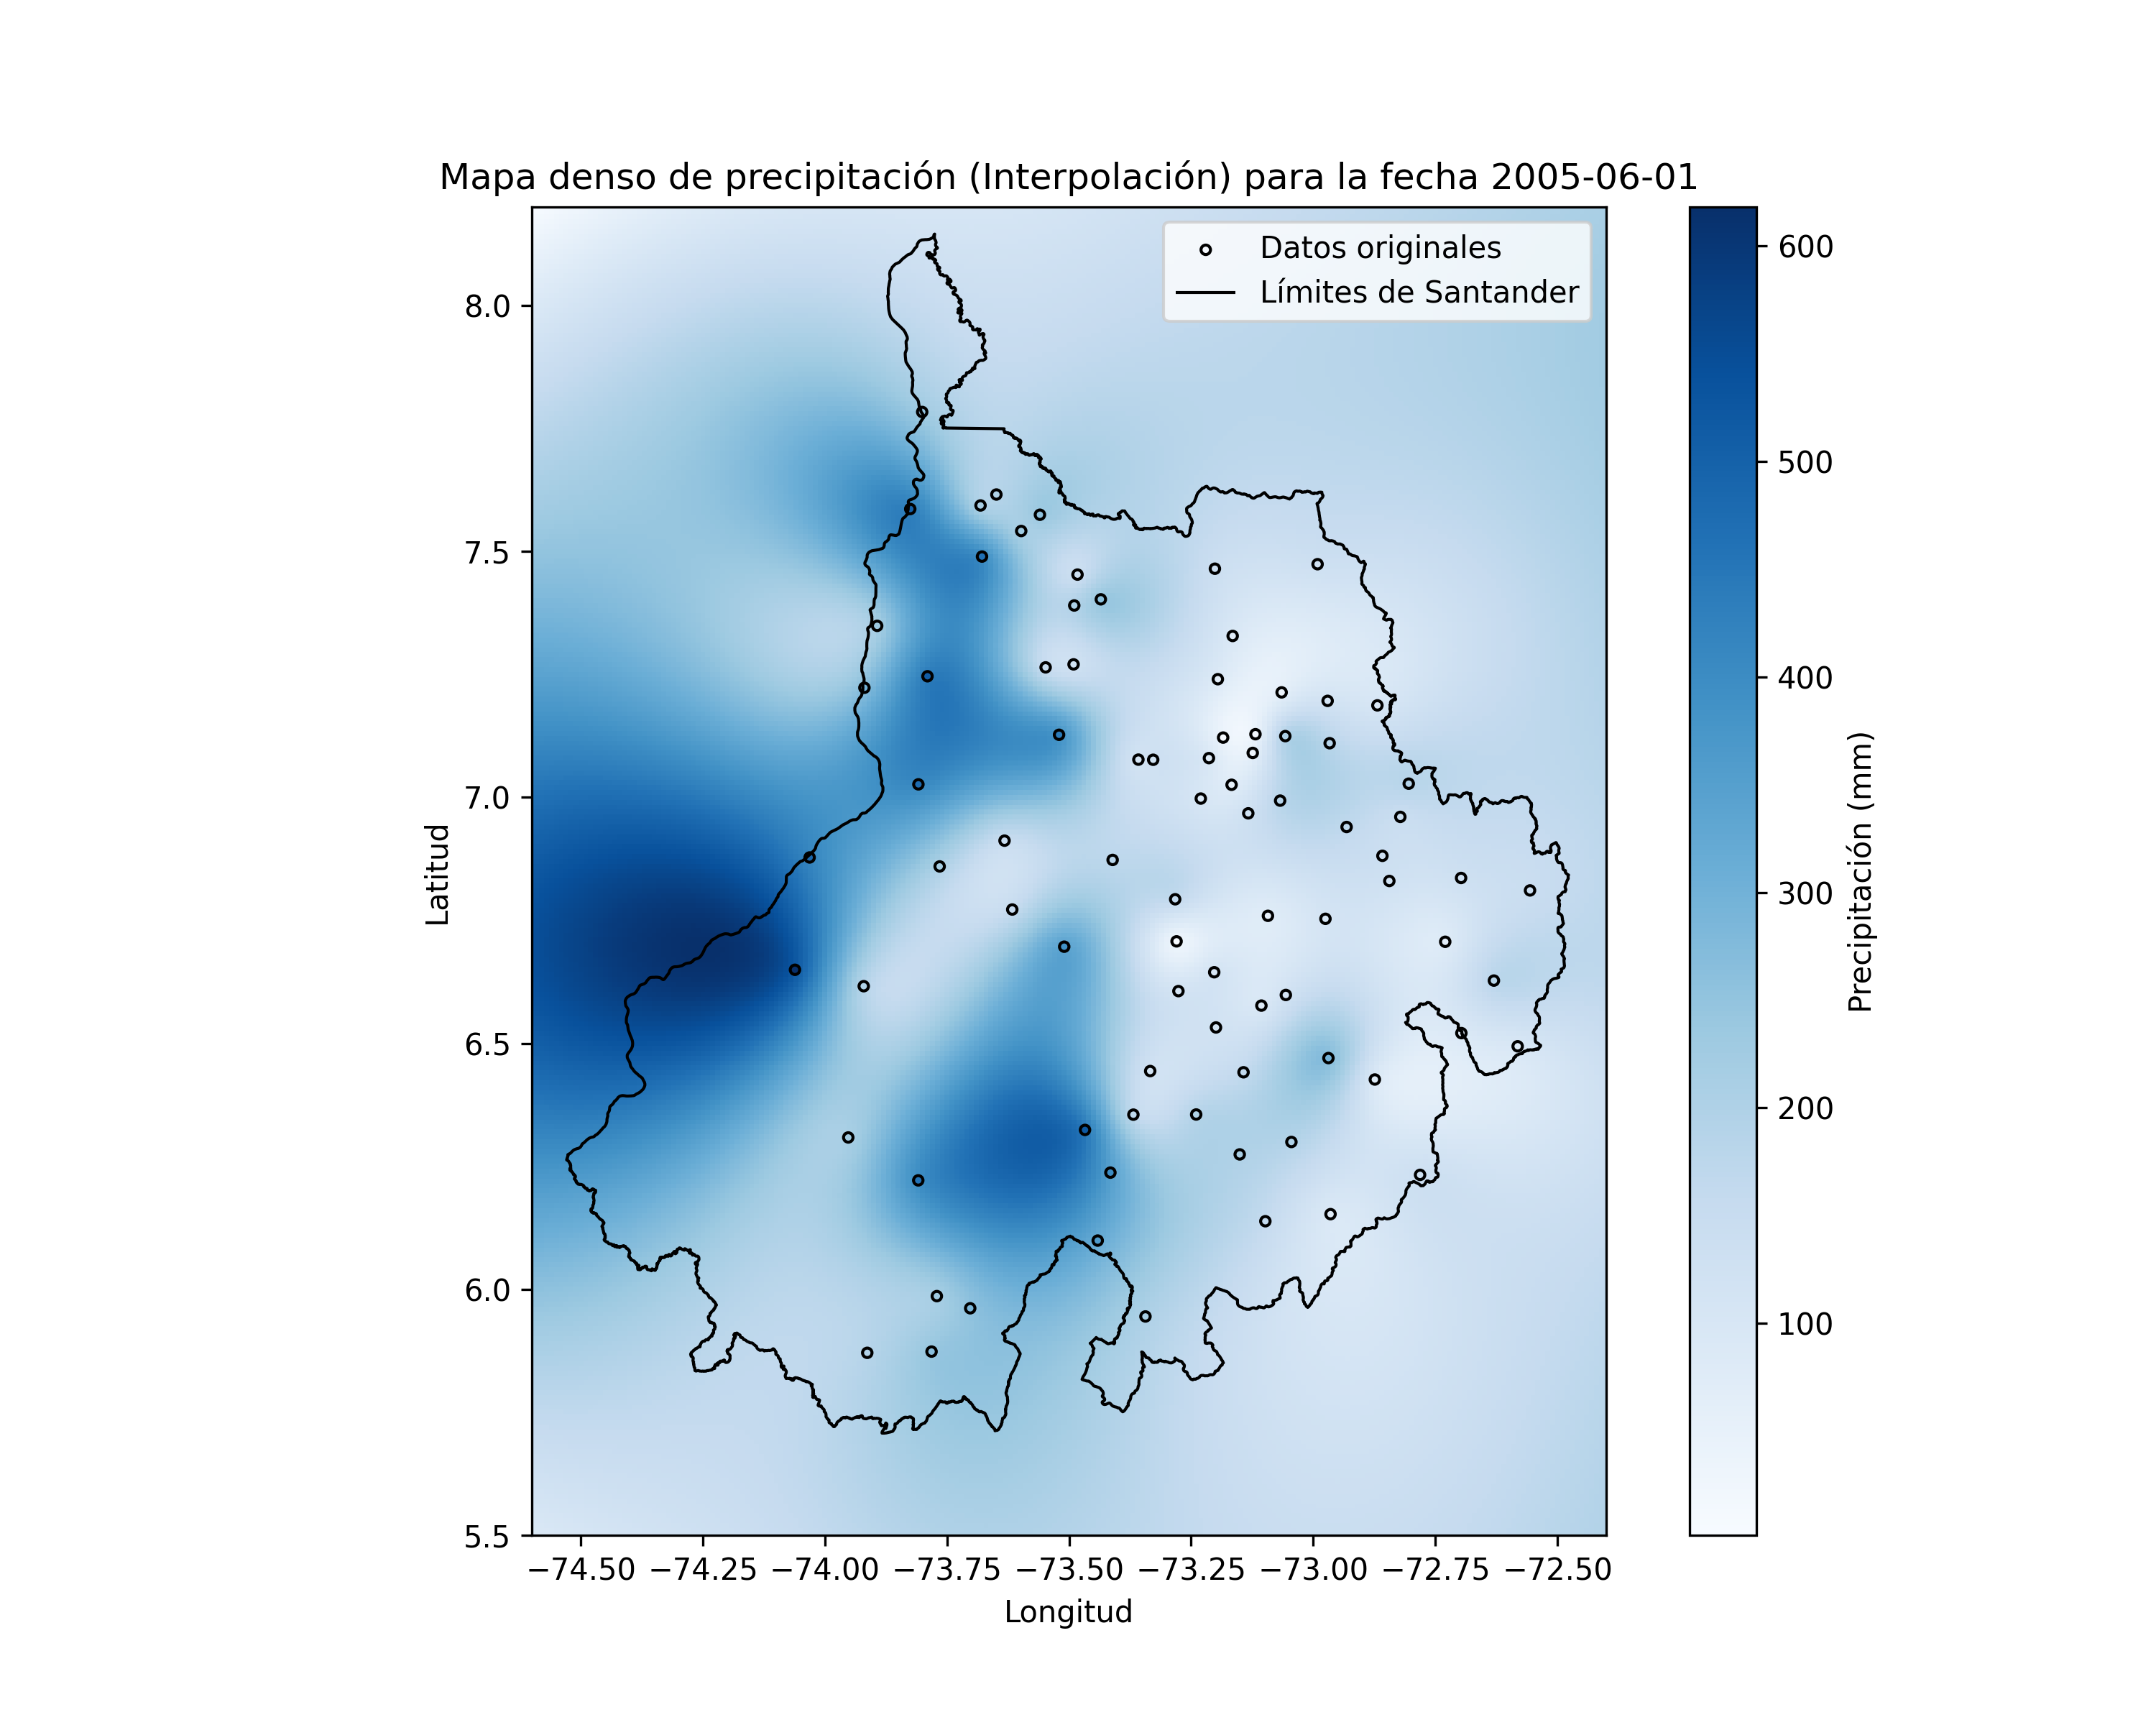 Mapa denso de precipitación (Interpolación) para la fecha 2005-06-01
Datos originales
Límites de Santander
8.0
7.5
7.0
6.5
6.0
5.5
Latitud
−74.50 −74.25 −74.00 −73.75 −73.50 −73.25 −73.00 −72.75 −72.50
Longitud
600
500
400
300
200
100
Precipitación (mm)